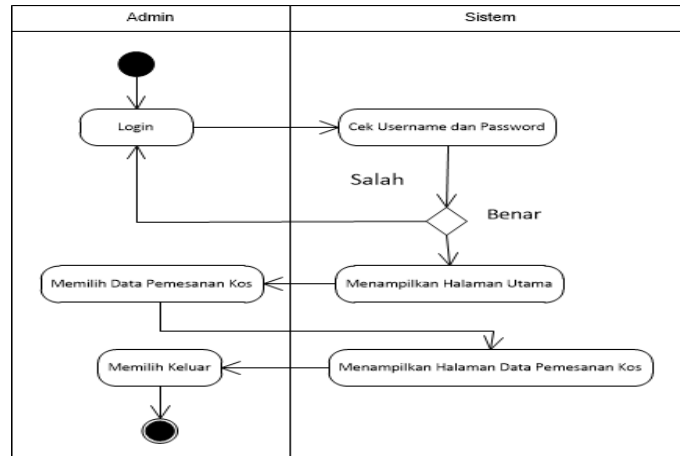 Admin
Sistem
Login
Cek Username dan Password
Salah
Benar
Memilih Data Pemesanan Kos
Menampilkan Halaman Utama
Memilih Keluar
Menampilkan Halaman Data Pemesanan Kos